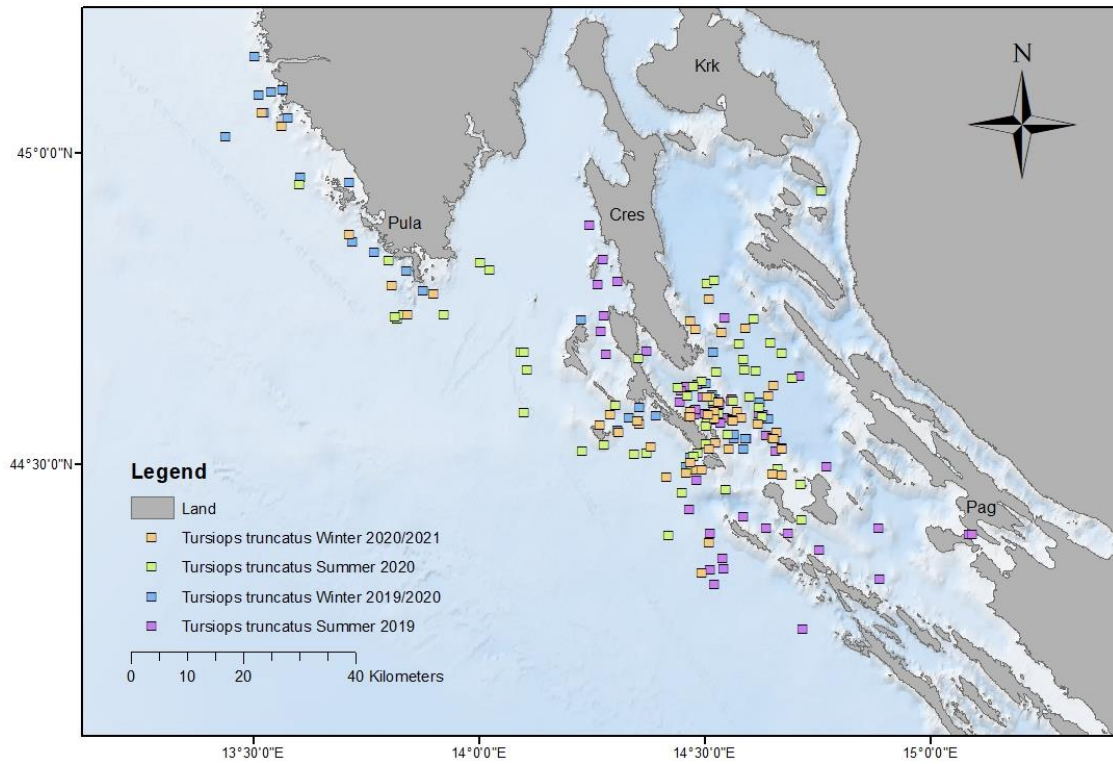 N
Krk
45°0'0"N
Cres
Pula
44°30'0"N
Legend
Land
Pag
Tursiops truncatus Winter 2020/2021
Tursiops truncatus Summer 2020
Tursiops truncatus Winter 2019/2020
Tursiops truncatus Summer 2019
0 10 20 40 Kilometers
13°30'0"E 14°0'0"E 14°30'0"E 15°0'0"E